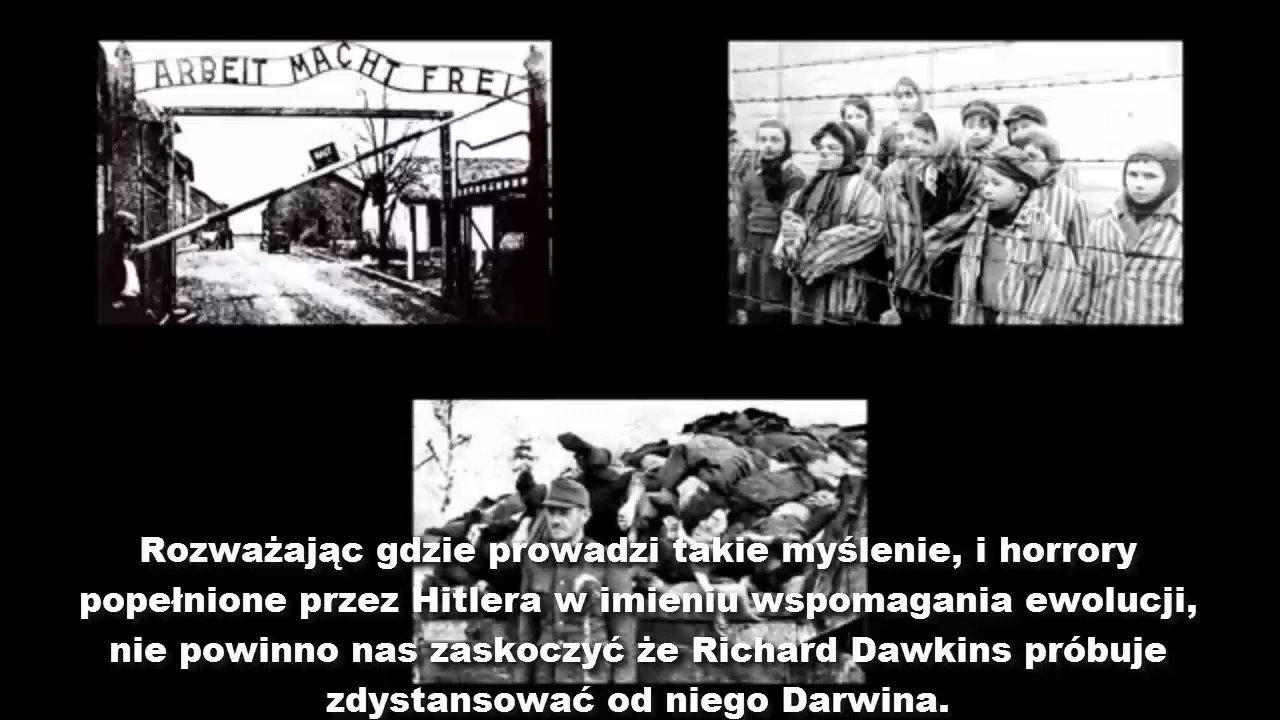 ARBEIT MACHT FREI
HALT
Rozważając gdzie prowadzi takie myślenie, i horrory
popełnione przez Hitlera w imieniu wspomagania ewolucji,
nie powinno nas zaskoczyć że Richard Dawkins próbuje
zdystansować od niego Darwina.